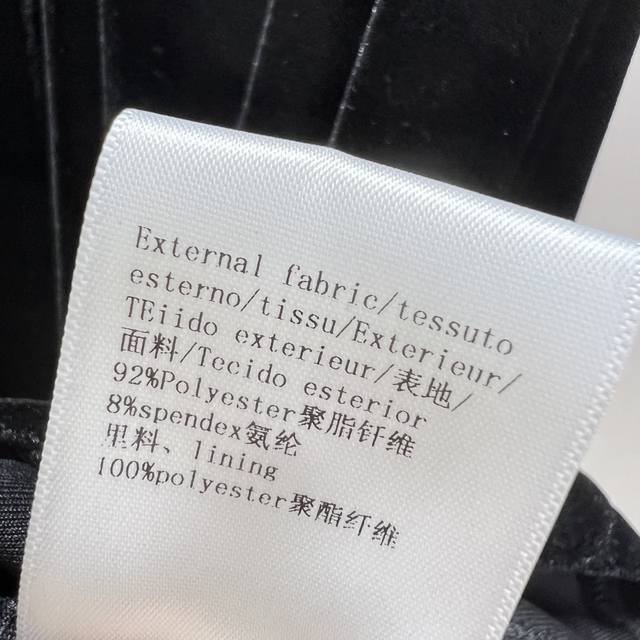 External fabric/tessuto
esterno/tissu/Exterieur/
TEiido exterieur/表地/
面料/Tecido esterior
92%Polyester聚脂钎维
8%spendex氨纶
里料、lining
100%polyester聚酯纤维